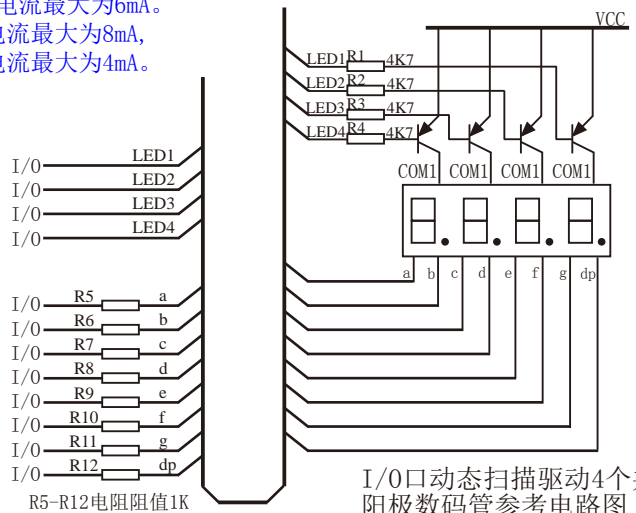 电流最大为6mA。
流最大为8mA,
流最大为4mA。
VCC
LED1 R1 4K7
LED2 R2 4K7
LED3 R3 4K7
LED4 R4 4K7
COM1 COM1 COM1 COM1
I/O LED1
I/O LED2
I/O LED3
I/O LED4
a b c d e f g dp
I/O R5 a
I/O R6 b
I/O R7 c
I/O R8 d
I/O R9 e
I/O R10 f
I/O R11 g
I/O R12 dp
R5-R12电阻阻值1K
I/O口动态扫描驱动4个
阳极数码管参考电路图